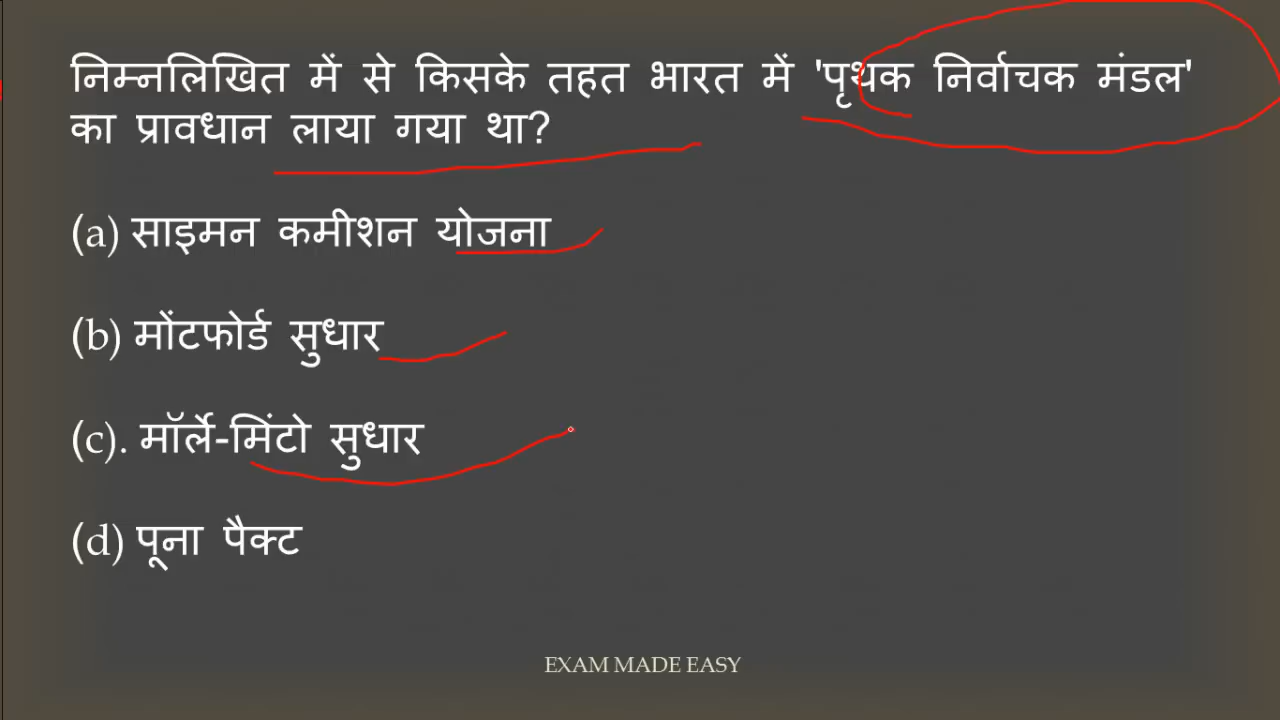 निम्नलिखित में से किसके तहत भारत में 'पृथक निर्वाचक मंडल'
का प्रावधान लाया गया था?
(a) साइमन कमीशन योजना
(b) मोंटफोर्ड सुधार
(c). मॉर्ले-मिंटो सुधार
(d) पूना पैक्ट
EXAM MADE EASY